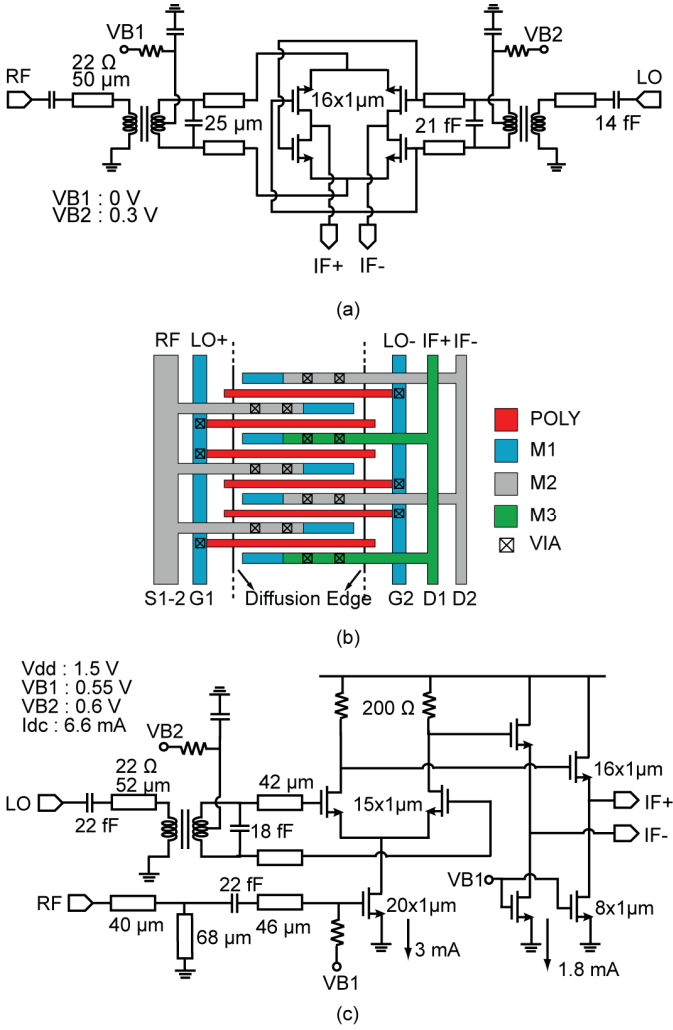 VB1
VB2
RF
22 Ω
50 µm
16x1µm
LO
25 µm
21 fF
14 fF
VB1 : 0 V
VB2 : 0.3 V
IF+ IF-
(a)
RF LO+ LO- IF+ IF-
POLY
M1
M2
M3
VIA
S1-2 G1 Diffusion Edge G2 D1 D2
(b)
Vdd : 1.5 V
VB1 : 0.55 V
VB2 : 0.6 V
Idc : 6.6 mA
VB2
200 Ω
22 Ω
52 µm
42 µm
16x1µm
LO
15x1µm
IF+
22 fF
18 fF
IF-
VB1
RF
22 fF
20x1µm
8x1µm
40 µm
46 µm
68 µm
3 mA
1.8 mA
VB1
(c)